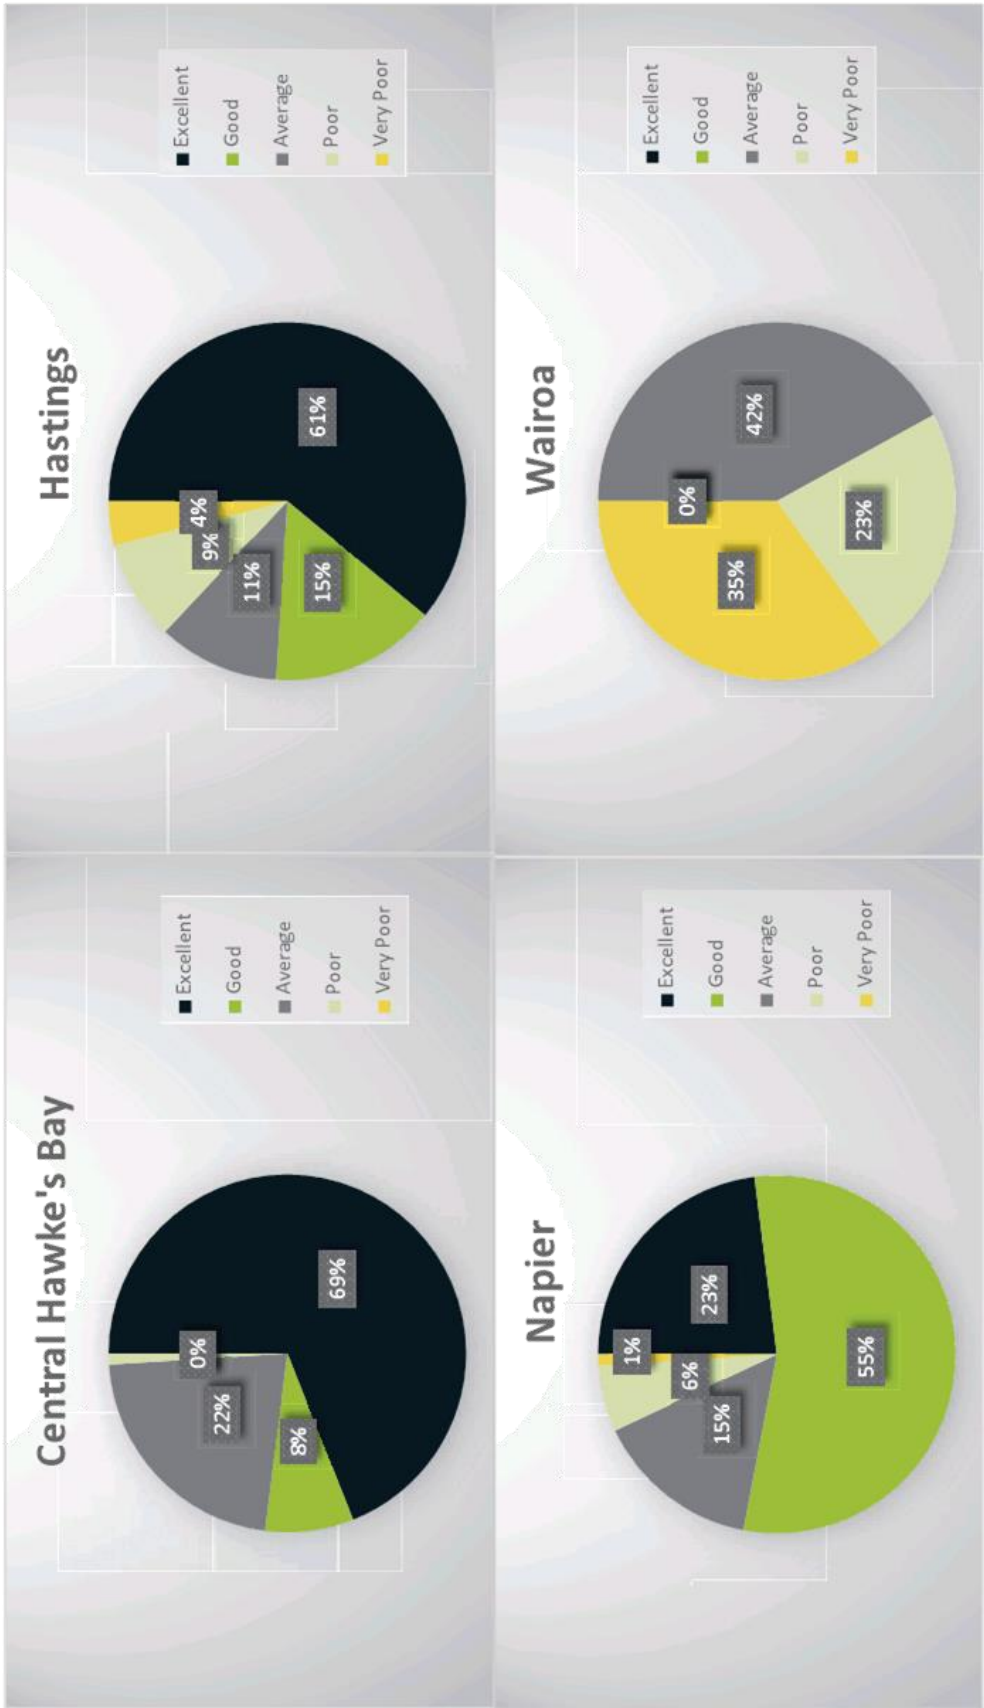 Central Hawke's Bay
0%
22%
8%
69%
Excellent
Good
Average
Poor
Very Poor
Hastings
4%
9%
11%
15%
61%
Excellent
Good
Average
Poor
Very Poor
Napier
1%
6%
15%
23%
55%
Excellent
Good
Average
Poor
Very Poor
Wairoa
0%
35%
42%
23%
Excellent
Good
Average
Poor
Very Poor